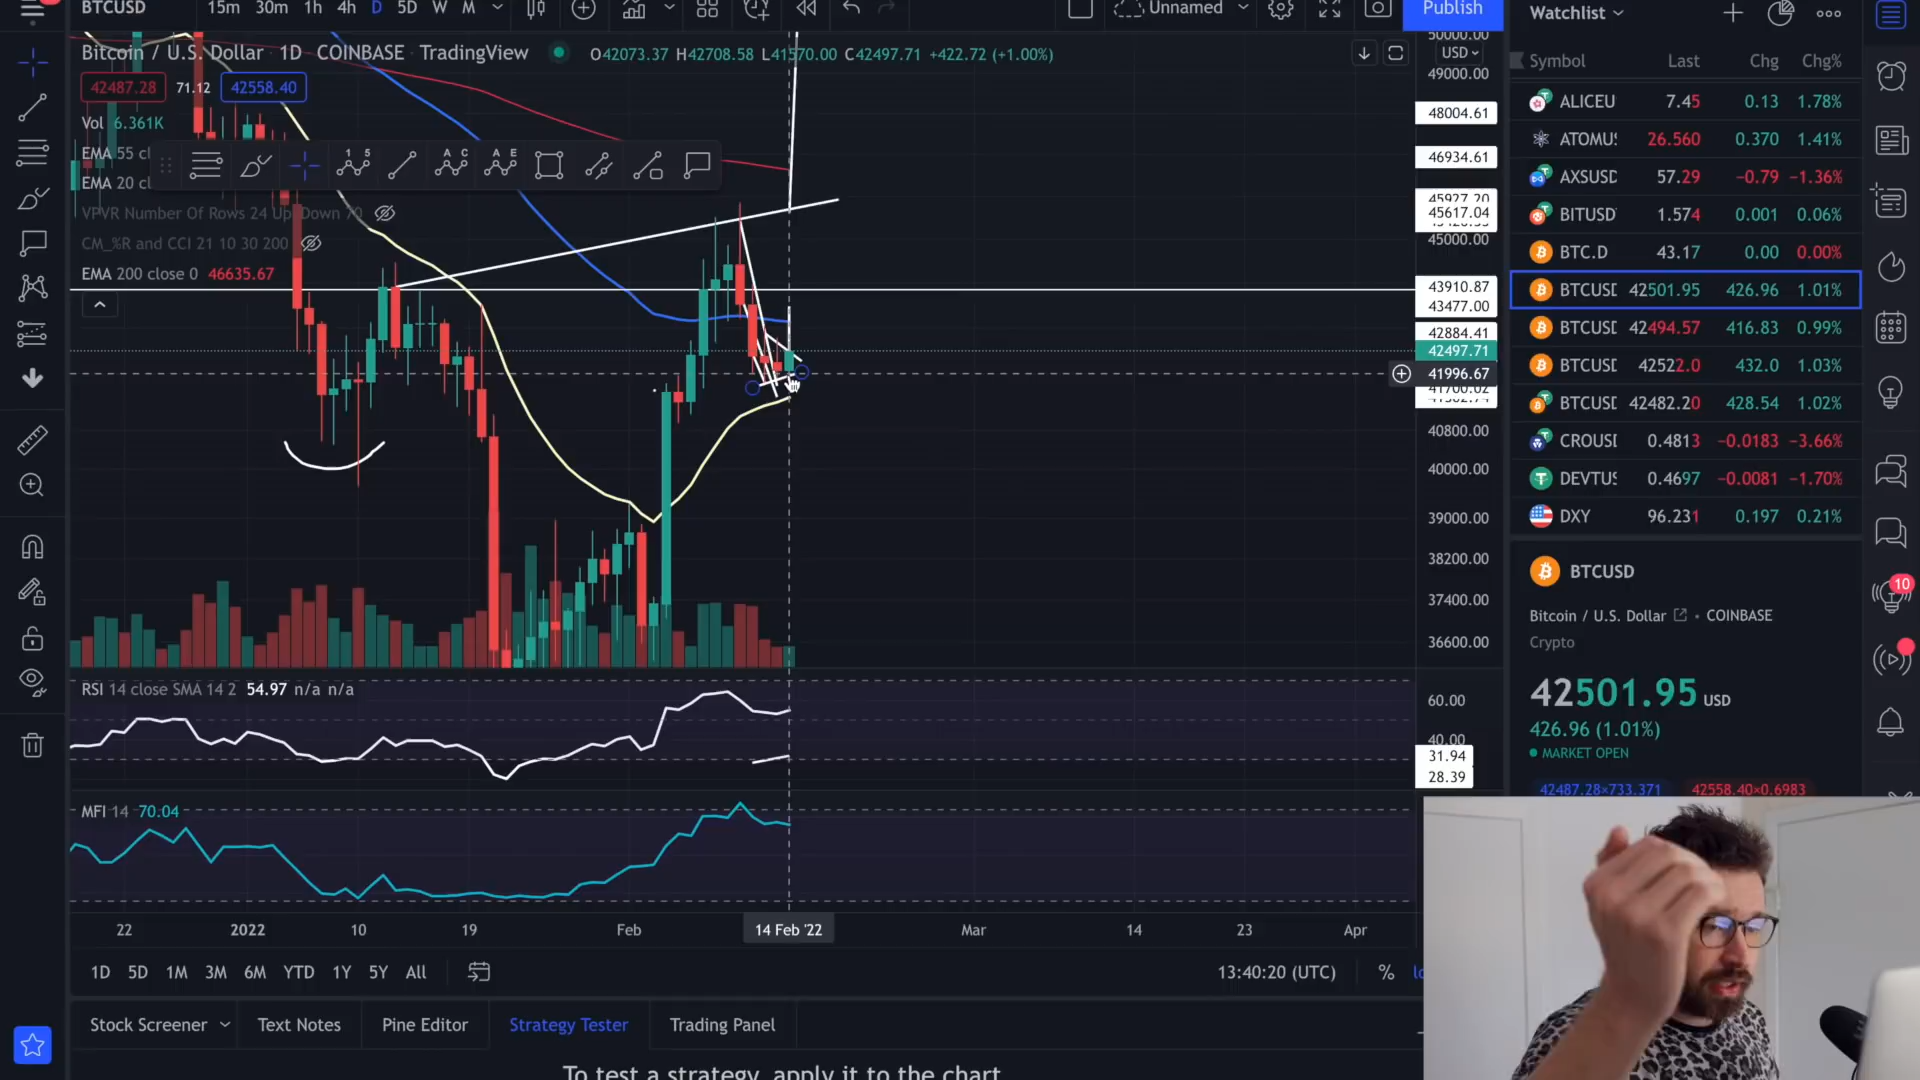 BTCUSD 15m 30m 1h 4h D 5D W M Unnamed Publish
Bitcoin / U.S. Dollar · 1D · COINBASE · TradingView O42073.37 H42708.58 L41570.00 C42497.71 +422.72 (+1.00%)
42487.28 71.12 42558.40
Vol 6.361K
EMA 55 cl
EMA 20 cl
VPVR Number Of Rows 24 Up/Down 70
CM_%R and CCI 21 10 30 200
EMA 200 close 0 46635.67
USD
50000.00
49000.00
48004.61
46934.61
45927.20
45617.04
45000.00
43910.87
43477.00
42884.41
42497.71
41996.67
40800.00
40000.00
39000.00
38200.00
37400.00
36600.00
RSI 14 close SMA 14 2 54.97 n/a n/a
60.00
40.00
31.94
28.39
MFI 14 70.04
22 2022 10 19 Feb 14 Feb '22 Mar 14 23 Apr
1D 5D 1M 3M 6M YTD 1Y 5Y All 13:40:20 (UTC) %
Stock Screener Text Notes Pine Editor Strategy Tester Trading Panel
To test a strategy, apply it to the chart
Watchlist
Symbol Last Chg Chg%
ALICEU 7.45 0.13 1.78%
ATOMU 26.560 0.370 1.41%
AXSUSD 57.29 −0.79 −1.36%
BITUSD 1.574 0.001 0.06%
BTC.D 43.17 0.00 0.00%
BTCUSD 42501.95 426.96 1.01%
BTCUSD 42494.57 416.83 0.99%
BTCUSD 42522.0 432.0 1.03%
BTCUSD 42482.20 428.54 1.02%
CROUSD 0.4813 −0.0183 −3.66%
DEVTUS 0.4697 −0.0081 −1.70%
DXY 96.231 0.197 0.21%
BTCUSD
Bitcoin / U.S. Dollar • COINBASE
Crypto
42501.95 USD
426.96 (1.01%)
MARKET OPEN
42487.28×733.371 42558.40×0.6983
10